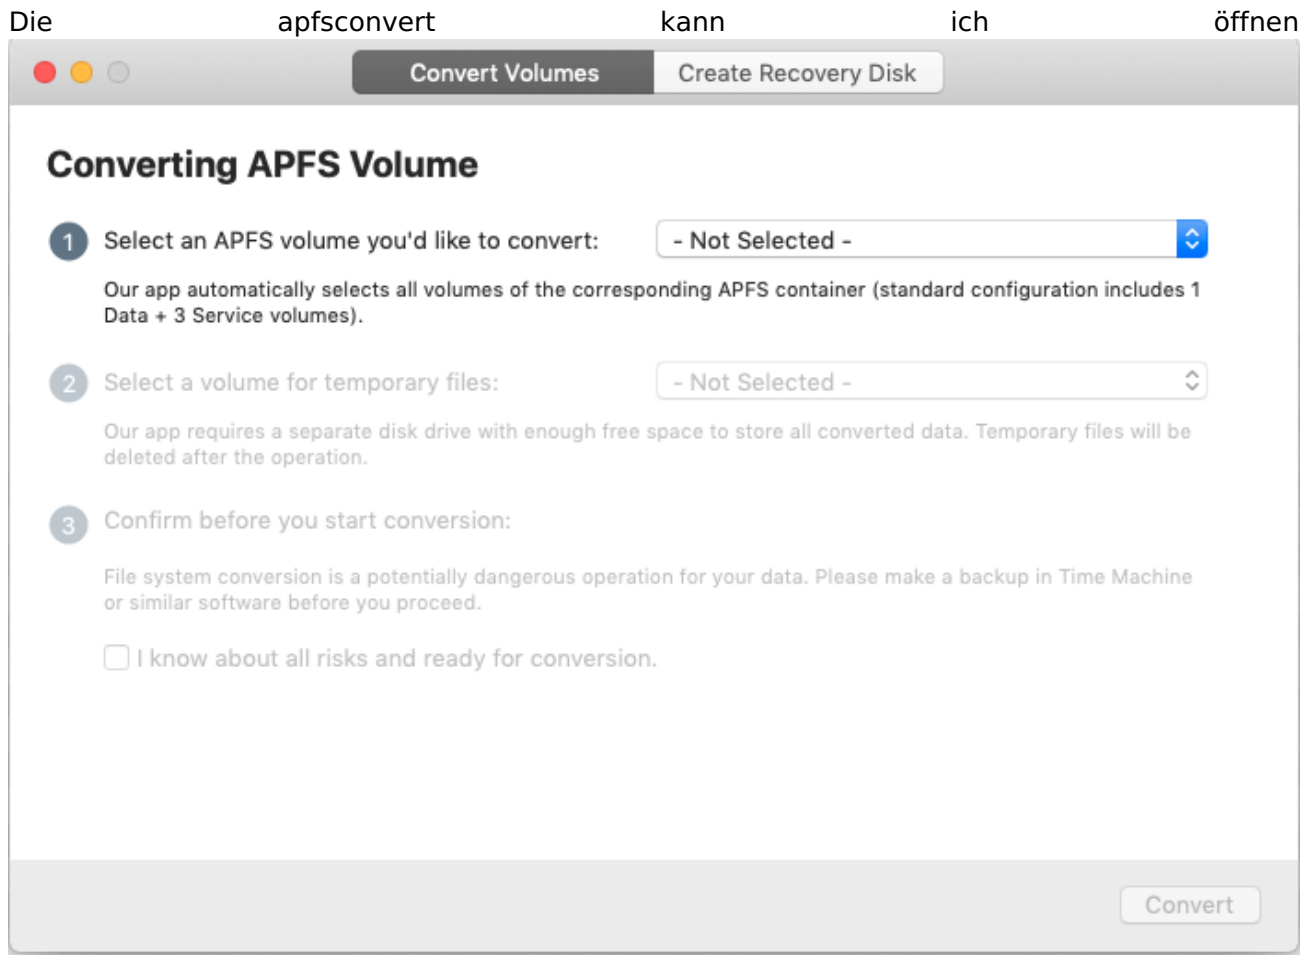 Die apfsconvert kann ich öffnen
Convert Volumes Create Recovery Disk
Converting APFS Volume
1 Select an APFS volume you'd like to convert: - Not Selected -
Our app automatically selects all volumes of the corresponding APFS container (standard configuration includes 1
Data + 3 Service volumes).
2 Select a volume for temporary files: - Not Selected -
Our app requires a separate disk drive with enough free space to store all converted data. Temporary files will be
deleted after the operation.
3 Confirm before you start conversion:
File system conversion is a potentially dangerous operation for your data. Please make a backup in Time Machine
or similar software before you proceed.
I know about all risks and ready for conversion.
Convert